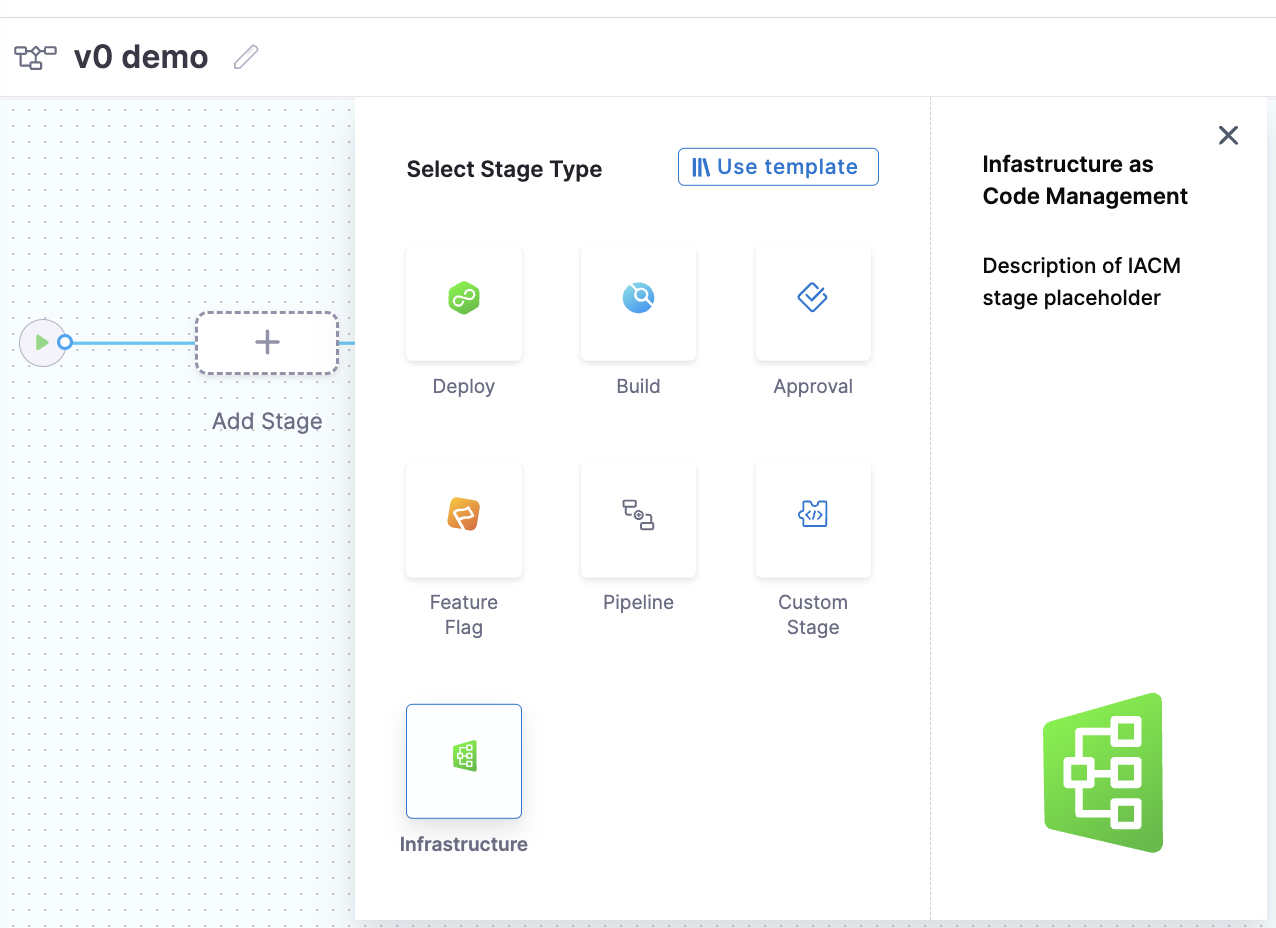 v0 demo
Select Stage Type
Use template
Deploy
Build
Approval
Feature
Flag
Pipeline
Custom
Stage
Infrastructure
Add Stage
Infastructure as
Code Management
Description of IACM
stage placeholder